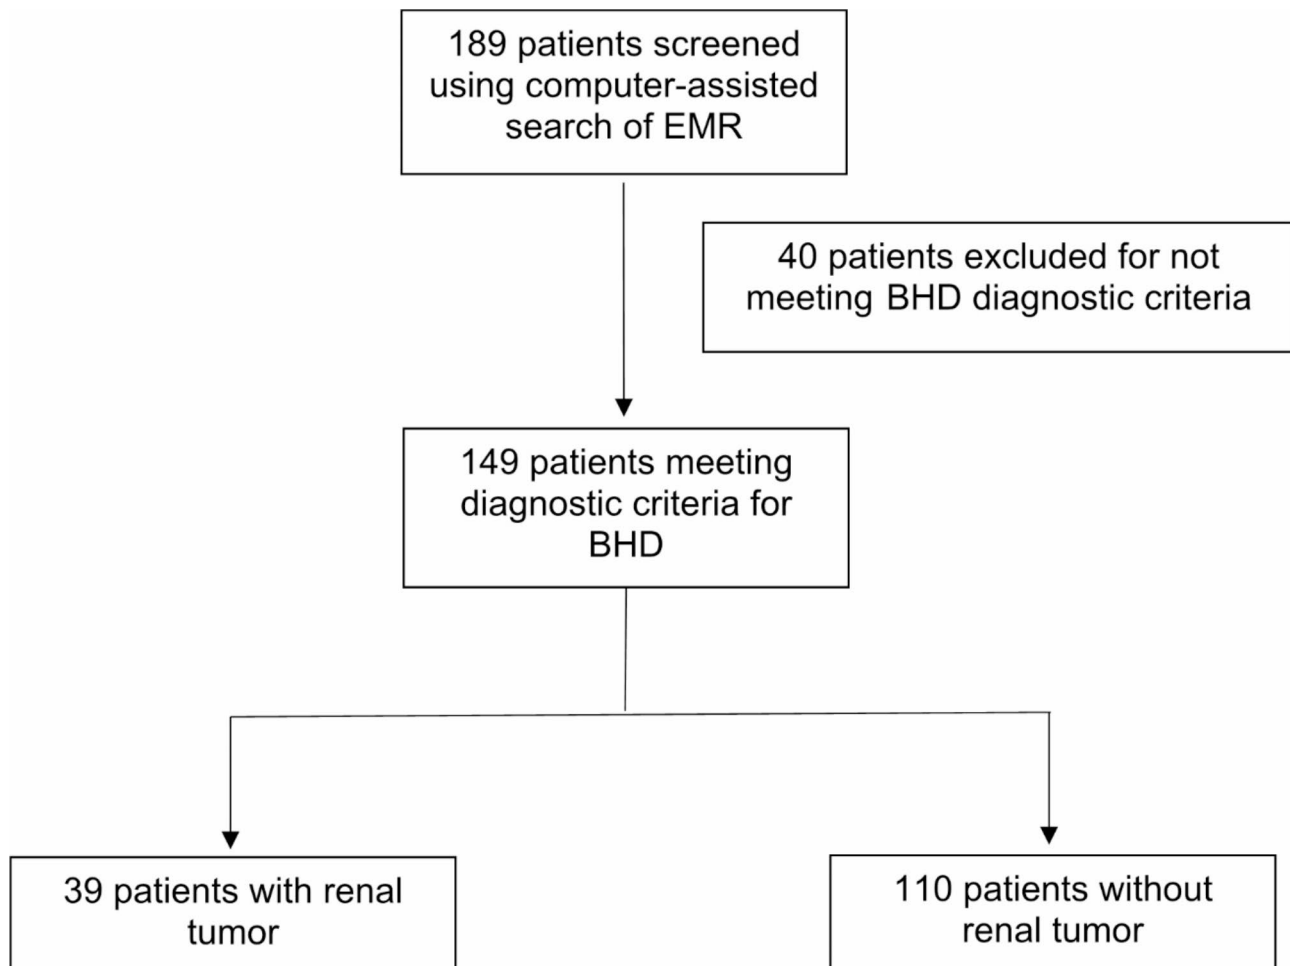 189 patients screened
using computer-assisted
search of EMR
40 patients excluded for not
meeting BHD diagnostic criteria
149 patients meeting
diagnostic criteria for
BHD
39 patients with renal
tumor
110 patients without
renal tumor